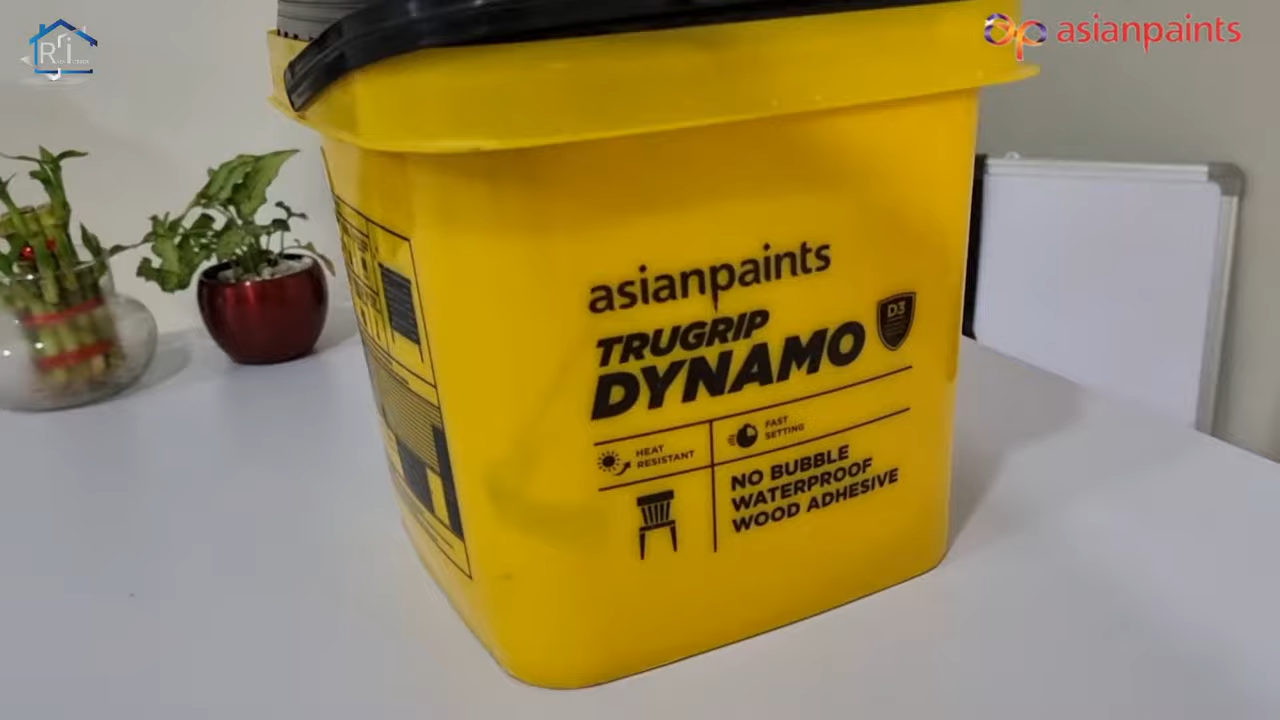 asianpaints
asianpaints
TRUGRIP
DYNAMO
D3
HEAT
RESISTANT
FAST
SETTING
NO BUBBLE
WATERPROOF
WOOD ADHESIVE